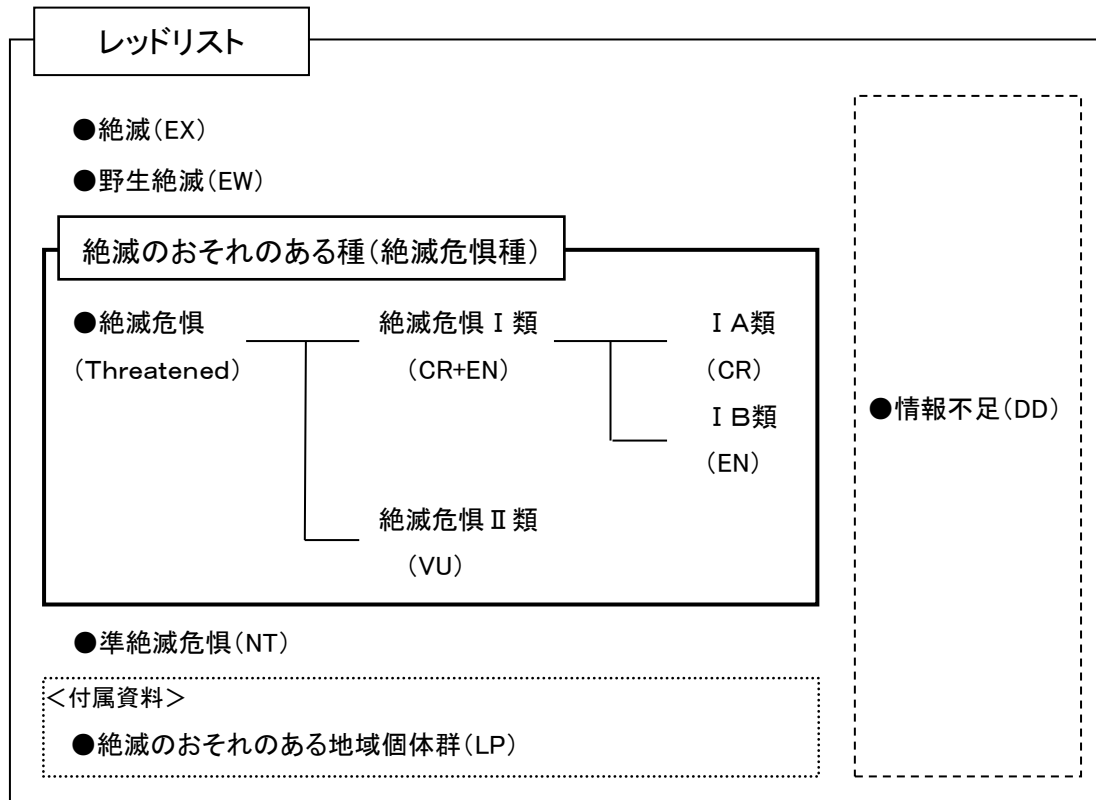 レッドリスト
●絶滅(EX)
●野生絶滅(EW)
絶滅のおそれのある種(絶滅危惧種)
●絶滅危惧
(Threatened)
絶滅危惧Ⅰ類
(CR+EN)
ⅠA類
(CR)
ⅠB類
(EN)
絶滅危惧Ⅱ類
(VU)
●準絶滅危惧(NT)
<付属資料>
●絶滅のおそれのある地域個体群(LP)
●情報不足(DD)